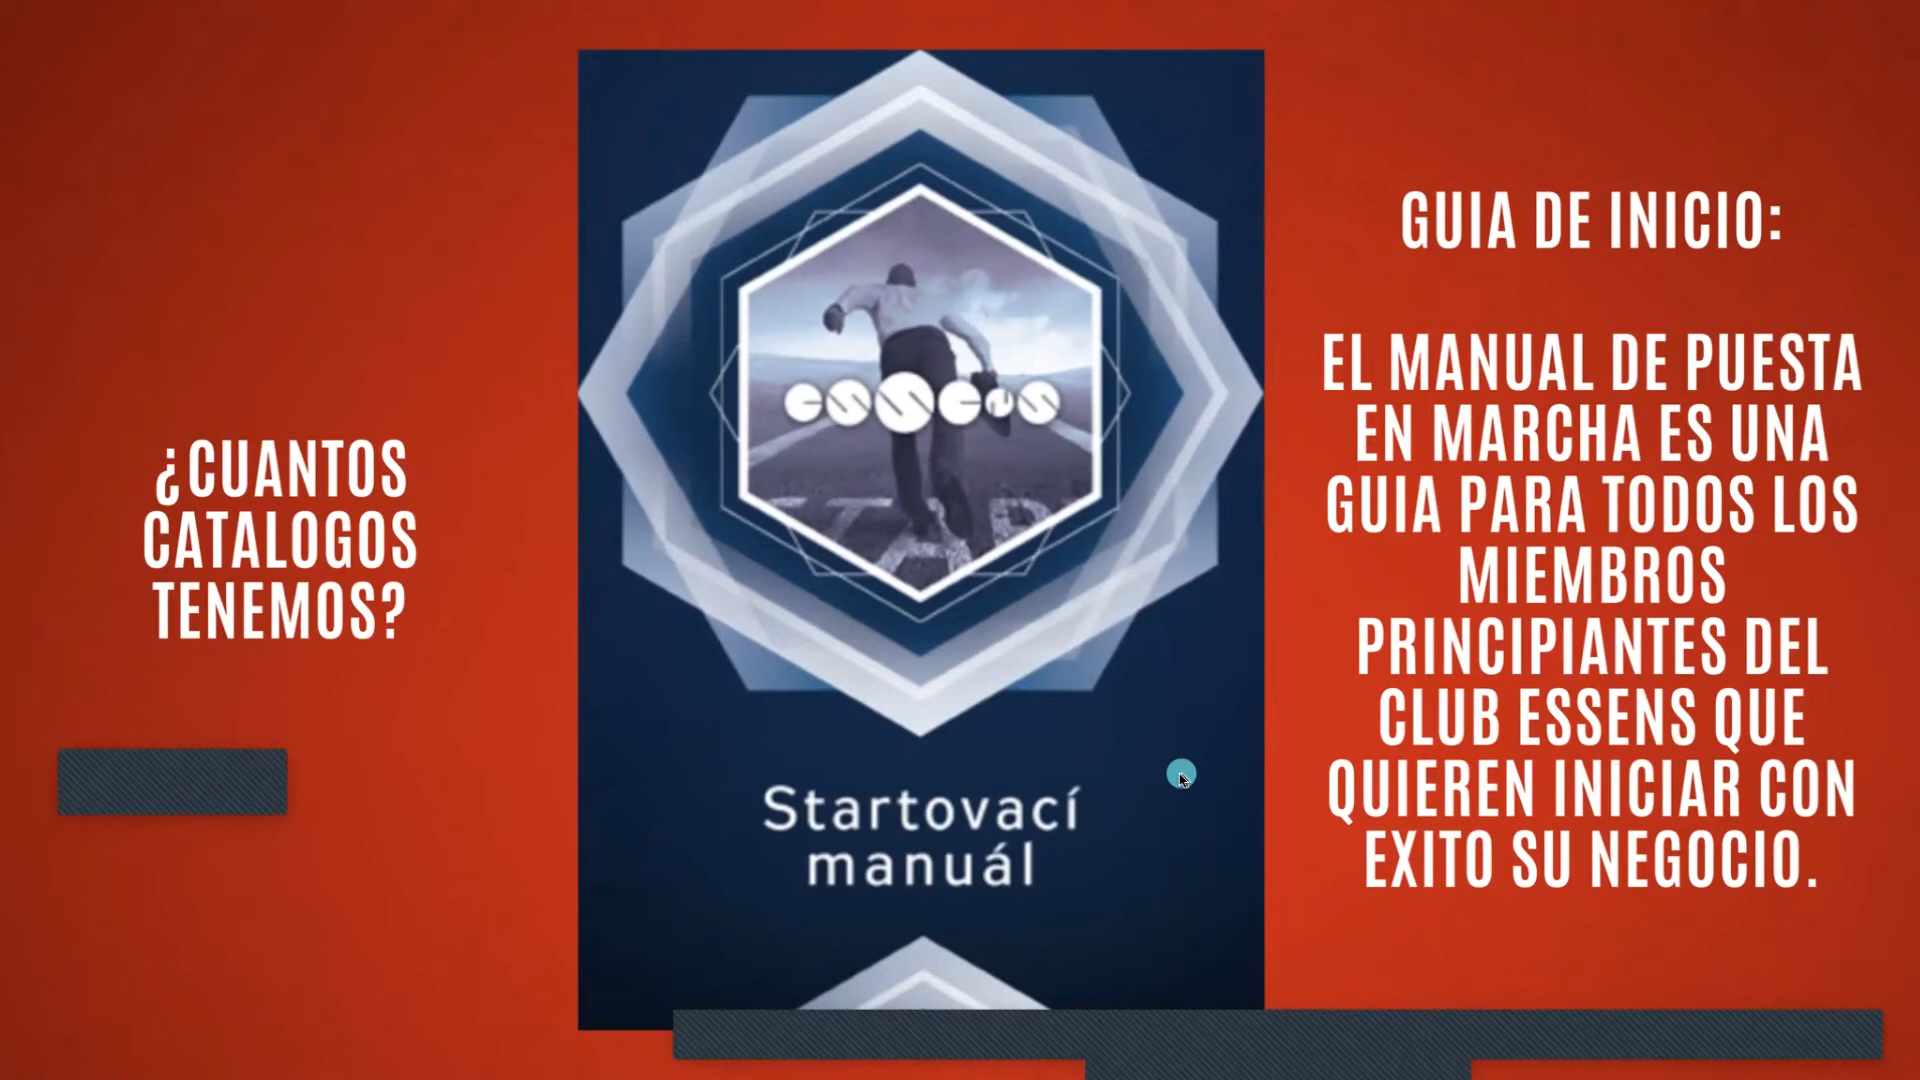 ¿CUANTOS
CATALOGOS
TENEMOS?
essens
Startovací
manuál
GUIA DE INICIO:
EL MANUAL DE PUESTA
EN MARCHA ES UNA
GUIA PARA TODOS LOS
MIEMBROS
PRINCIPIANTES DEL
CLUB ESSENS QUE
QUIEREN INICIAR CON
EXITO SU NEGOCIO.